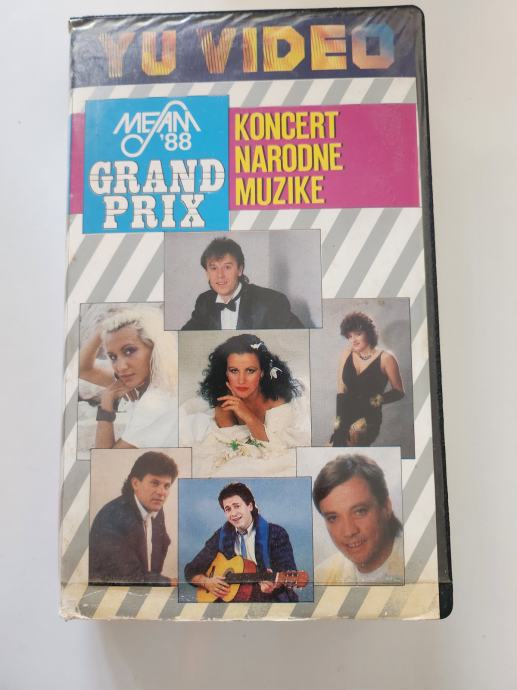 YU VIDEO
MESAM
'88
GRAND
PRIX
KONCERT
NARODNE
MUZIKE